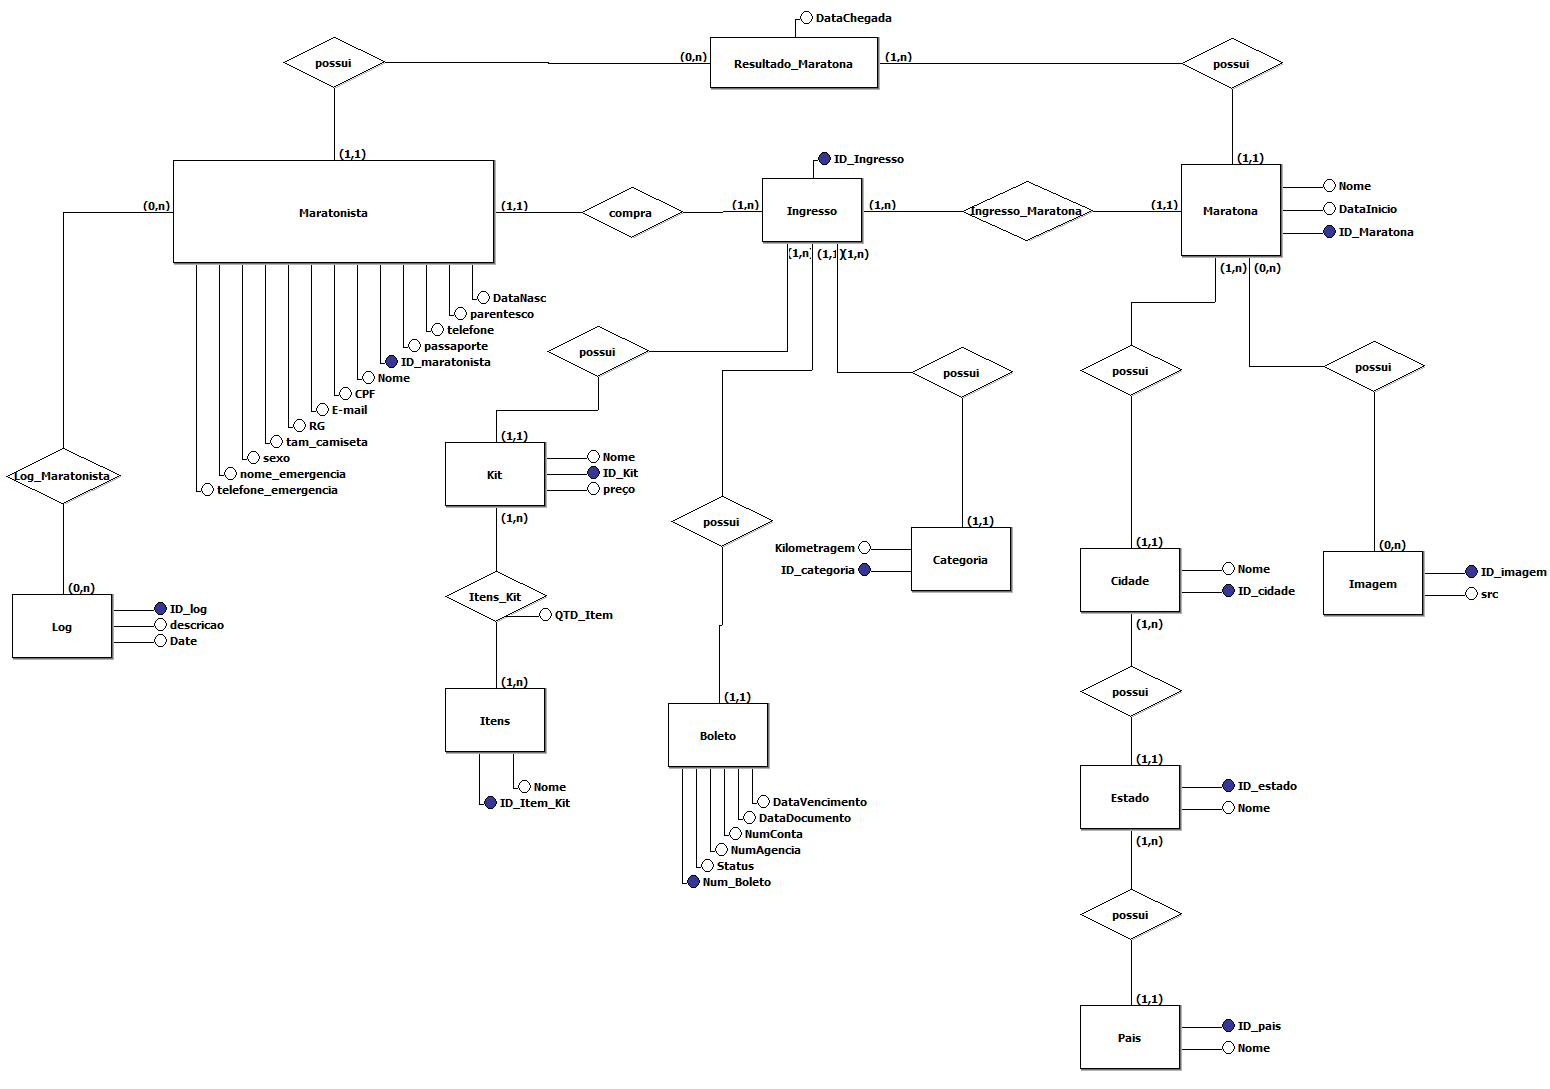 DataChegada
possui
(0,n)
Resultado_Maratona
(1,n)
possui
(1,1)
ID_Ingresso
(1,1)
(0,n)
Maratonista
(1,1)
compra
(1,n)
Ingresso
(1,n)
Ingresso_Maratona
(1,1)
Maratona
Nome
DataInicio
ID_Maratona
(1,n)
(1,1)
(1,n)
(1,n)
(0,n)
DataNasc
parentesco
telefone
passaporte
ID_maratonista
Nome
CPF
E-mail
RG
tam_camiseta
sexo
nome_emergencia
telefone_emergencia
possui
possui
possui
possui
(1,1)
Kit
Nome
ID_Kit
preço
(1,n)
Log_Maratonista
possui
(1,1)
Kilometragem
ID_categoria
Categoria
(1,1)
Cidade
Nome
ID_cidade
(1,n)
(0,n)
Imagem
ID_imagem
src
(0,n)
Log
ID_log
descricao
Date
Itens_Kit
QTD_Item
(1,n)
Itens
Nome
ID_Item_Kit
(1,1)
Boleto
DataVencimento
DataDocumento
NumConta
NumAgencia
Status
Num_Boleto
possui
(1,1)
Estado
ID_estado
Nome
(1,n)
possui
(1,1)
Pais
ID_pais
Nome